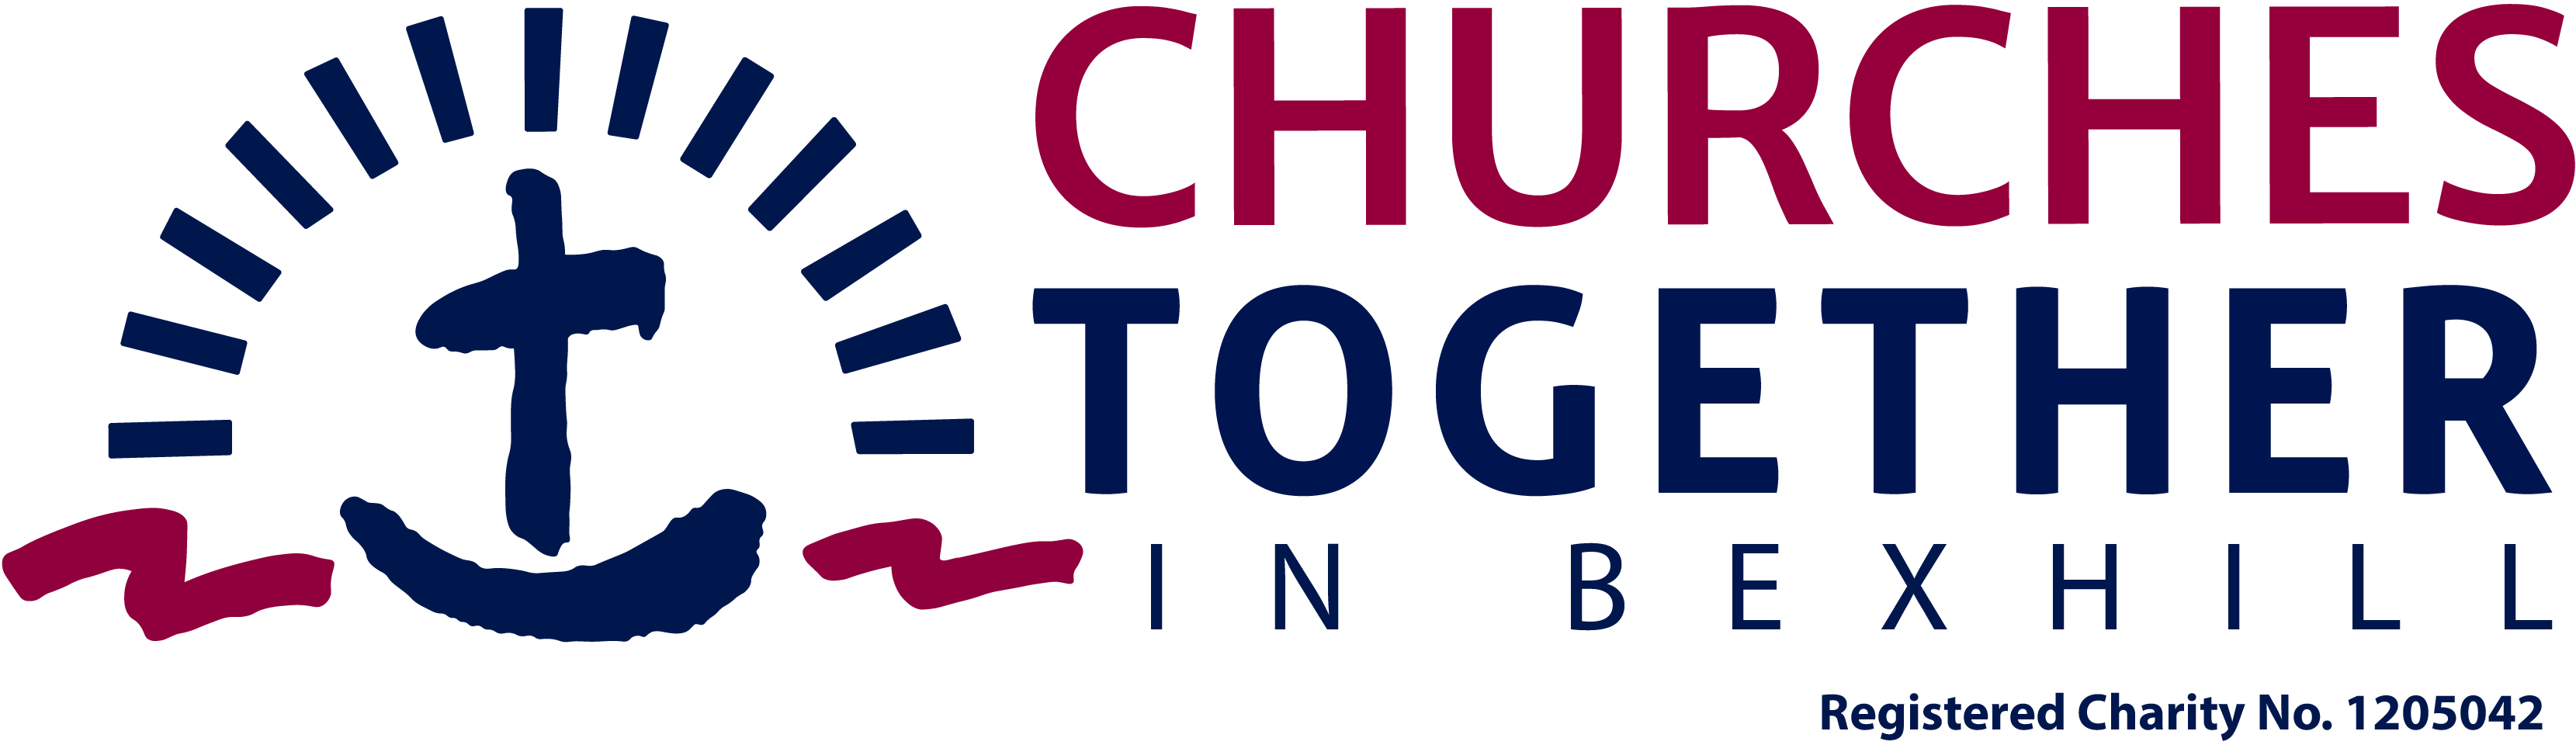 CHURCHES
TOGETHER
IN BEXHILL
Registered Charity No. 1205042